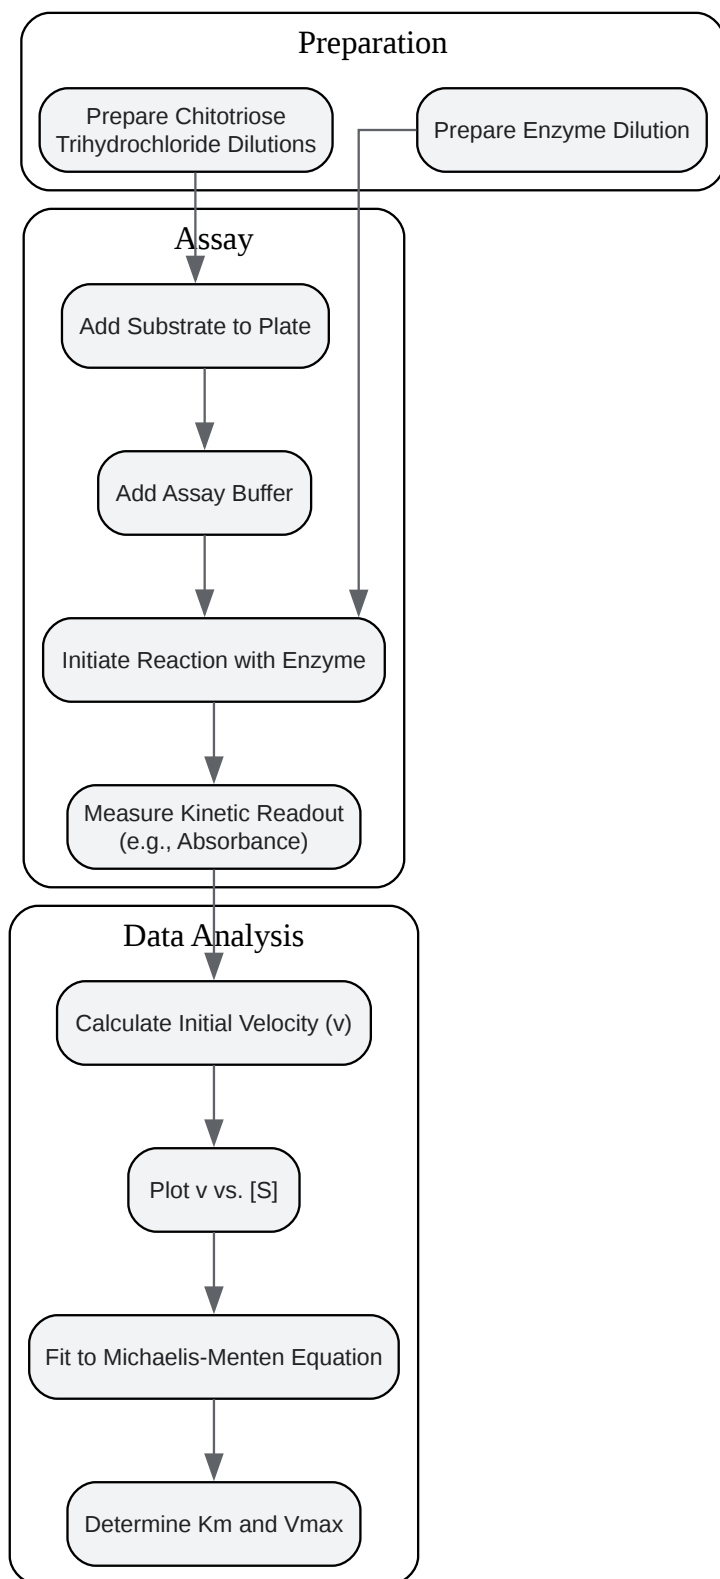 Preparation
Prepare Chitotriose
Trihydrochloride Dilutions
Prepare Enzyme Dilution
Assay
Add Substrate to Plate
Add Assay Buffer
Initiate Reaction with Enzyme
Measure Kinetic Readout
(e.g., Absorbance)
Data Analysis
Calculate Initial Velocity (v)
Plot v vs. [S]
Fit to Michaelis-Menten Equation
Determine Km and Vmax